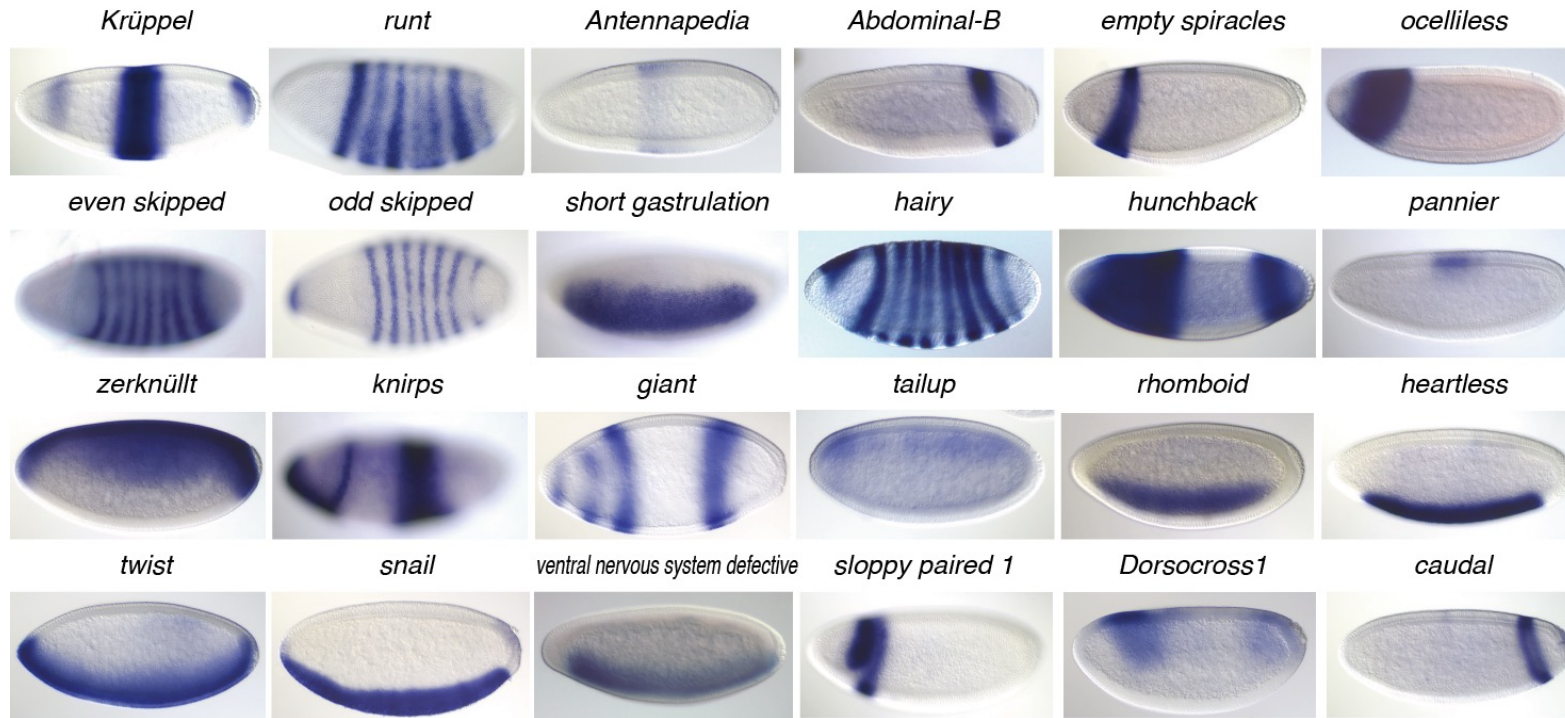 Krüppel runt Antennapedia Abdominal-B empty spiracles ocelliless
even skipped odd skipped short gastrulation hairy hunchback pannier
zerknüllt knirps giant tailup rhomboid heartless
twist snail ventral nervous system defective sloppy paired 1 Dorsocross1 caudal